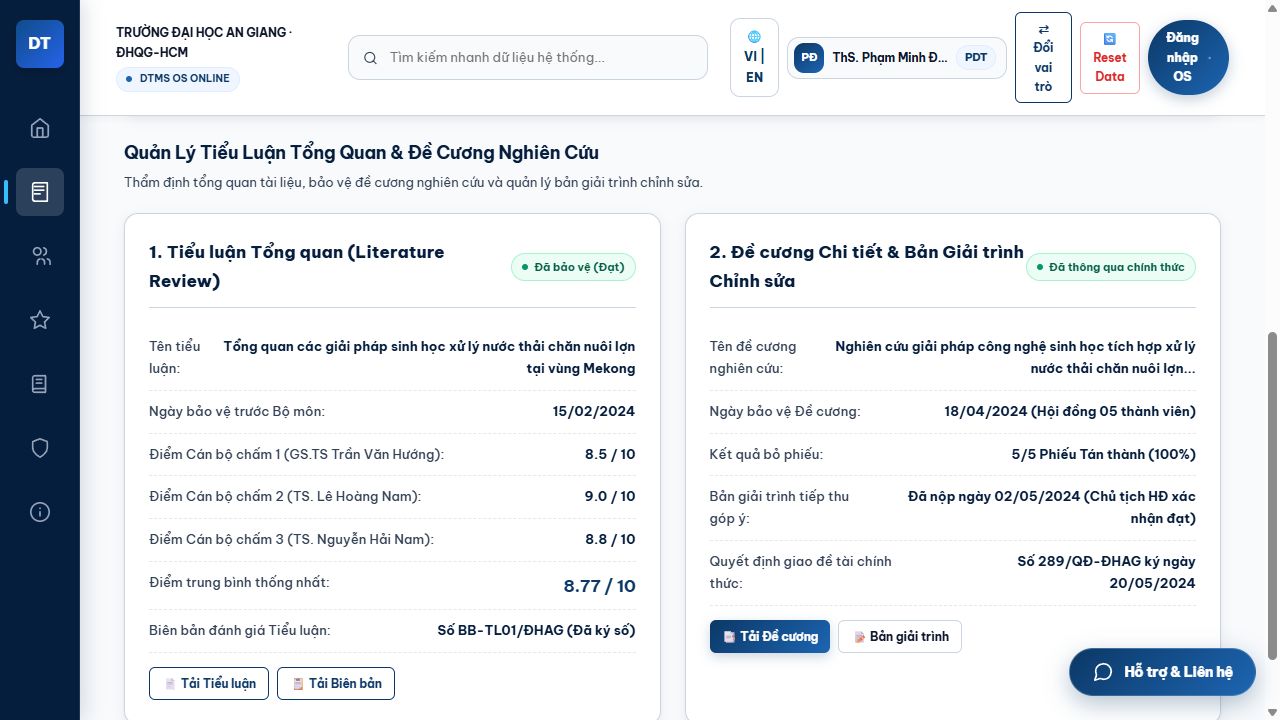 DT
TRƯỜNG ĐẠI HỌC AN GIANG ·
ĐHQG-HCM
DTMS OS ONLINE
Tìm kiếm nhanh dữ liệu hệ thống...
VI |
EN
PĐ
ThS. Phạm Minh Đ...
PDT
⇄
Đổi
vai
trò
Reset
Data
Đăng
nhập
OS
Quản Lý Tiểu Luận Tổng Quan & Đề Cương Nghiên Cứu
Thẩm định tổng quan tài liệu, bảo vệ đề cương nghiên cứu và quản lý bản giải trình chỉnh sửa.
1. Tiểu luận Tổng quan (Literature
Review)
Đã bảo vệ (Đạt)
Tên tiểu
luận:
Tổng quan các giải pháp sinh học xử lý nước thải chăn nuôi lợn
tại vùng Mekong
Ngày bảo vệ trước Bộ môn:
15/02/2024
Điểm Cán bộ chấm 1 (GS.TS Trần Văn Hướng):
8.5 / 10
Điểm Cán bộ chấm 2 (TS. Lê Hoàng Nam):
9.0 / 10
Điểm Cán bộ chấm 3 (TS. Nguyễn Hải Nam):
8.8 / 10
Điểm trung bình thống nhất:
8.77 / 10
Biên bản đánh giá Tiểu luận:
Số BB-TL01/ĐHAG (Đã ký số)
Tải Tiểu luận
Tải Biên bản
2. Đề cương Chi tiết & Bản Giải trình
Chỉnh sửa
Đã thông qua chính thức
Tên đề cương
nghiên cứu:
Nghiên cứu giải pháp công nghệ sinh học tích hợp xử lý
nước thải chăn nuôi lợn...
Ngày bảo vệ Đề cương:
18/04/2024 (Hội đồng 05 thành viên)
Kết quả bỏ phiếu:
5/5 Phiếu Tán thành (100%)
Bản giải trình tiếp thu
góp ý:
Đã nộp ngày 02/05/2024 (Chủ tịch HĐ xác
nhận đạt)
Quyết định giao đề tài chính
thức:
Số 289/QĐ-ĐHAG ký ngày
20/05/2024
Tải Đề cương
Bản giải trình
Hỗ trợ & Liên hệ